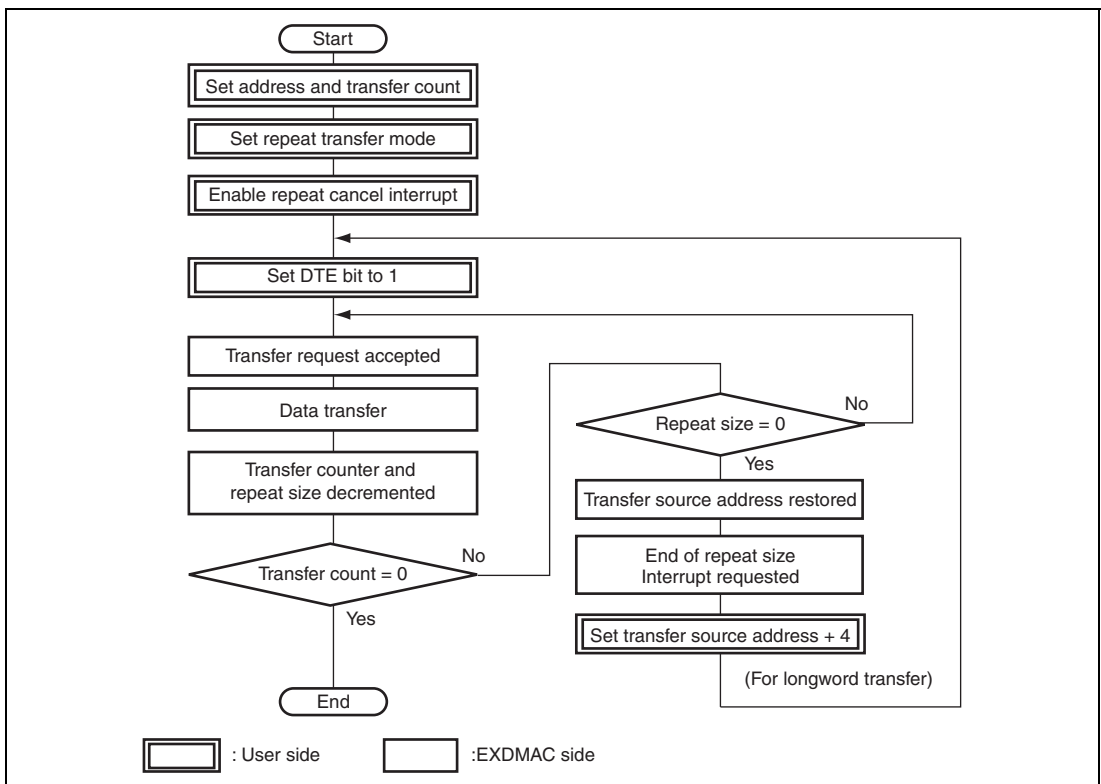 Start
Set address and transfer count
Set repeat transfer mode
Enable repeat cancel interrupt
Set DTE bit to 1
Transfer request accepted
Data transfer
Transfer counter and
repeat size decremented
Transfer count = 0
No
Yes
End
Repeat size = 0
No
Yes
Transfer source address restored
End of repeat size
Interrupt requested
Set transfer source address + 4
(For longword transfer)
: User side
:EXDMAC side